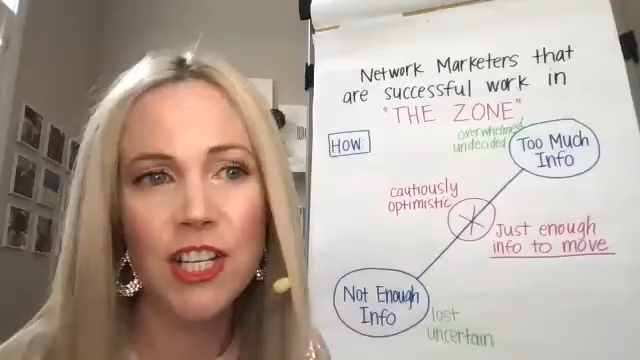 Network Marketers that
are successful work in
"THE ZONE"
HOW:
overwhelmed
undecided
Too Much
Info
cautiously
optimistic
Just enough
info to move
Not Enough
Info
lost
uncertain